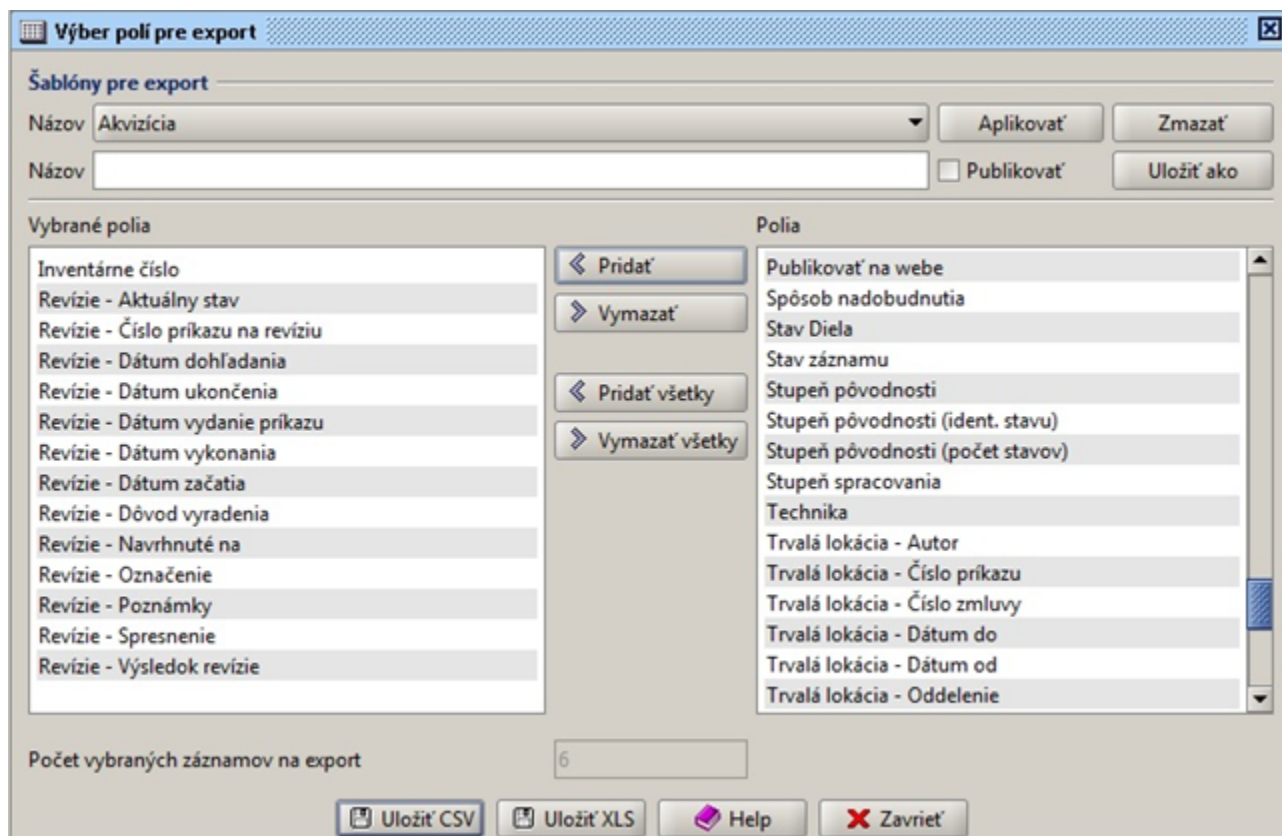 Výber polí pre export
Šablóny pre export
Názov Akvizícia Aplikovať Zmazať
Názov Publikovať Uložiť ako
Vybrané polia
Inventárne číslo
Revízie - Aktuálny stav
Revízie - Číslo príkazu na revíziu
Revízie - Dátum dohľadania
Revízie - Dátum ukončenia
Revízie - Dátum vydanie príkazu
Revízie - Dátum vykonania
Revízie - Dátum začatia
Revízie - Dôvod vyradenia
Revízie - Navrhnuté na
Revízie - Označenie
Revízie - Poznámky
Revízie - Spresnenie
Revízie - Výsledok revízie
Pridať
Vymazať
Pridať všetky
Vymazať všetky
Polia
Publikovať na webe
Spôsob nadobudnutia
Stav Diela
Stav záznamu
Stupeň pôvodnosti
Stupeň pôvodnosti (ident. stavu)
Stupeň pôvodnosti (počet stavov)
Stupeň spracovania
Technika
Trvalá lokácia - Autor
Trvalá lokácia - Číslo príkazu
Trvalá lokácia - Číslo zmluvy
Trvalá lokácia - Dátum do
Trvalá lokácia - Dátum od
Trvalá lokácia - Oddelenie
Počet vybraných záznamov na export 6
Uložiť CSV Uložiť XLS Help Zavrieť